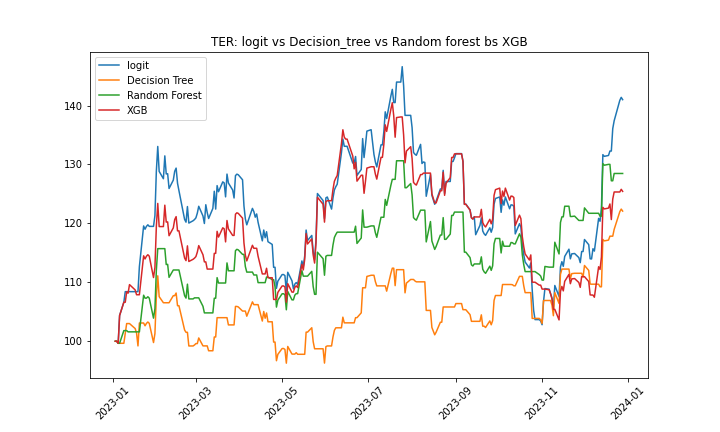 TER: logit vs Decision_tree vs Random forest bs XGB
logit
Decision Tree
Random Forest
XGB
140
130
120
110
100
2023-01
2023-03
2023-05
2023-07
2023-09
2023-11
2024-01